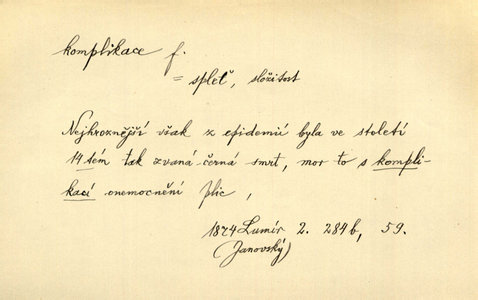 komplikace f.
= spleť, složitost
Nejhroznější však z epidemií byla ve století
14tém tak zvaná černá smrt, mor to s kompli
kací onemocnění plic,
1874 Lumír 2. 284b, 59.
(Janovský)